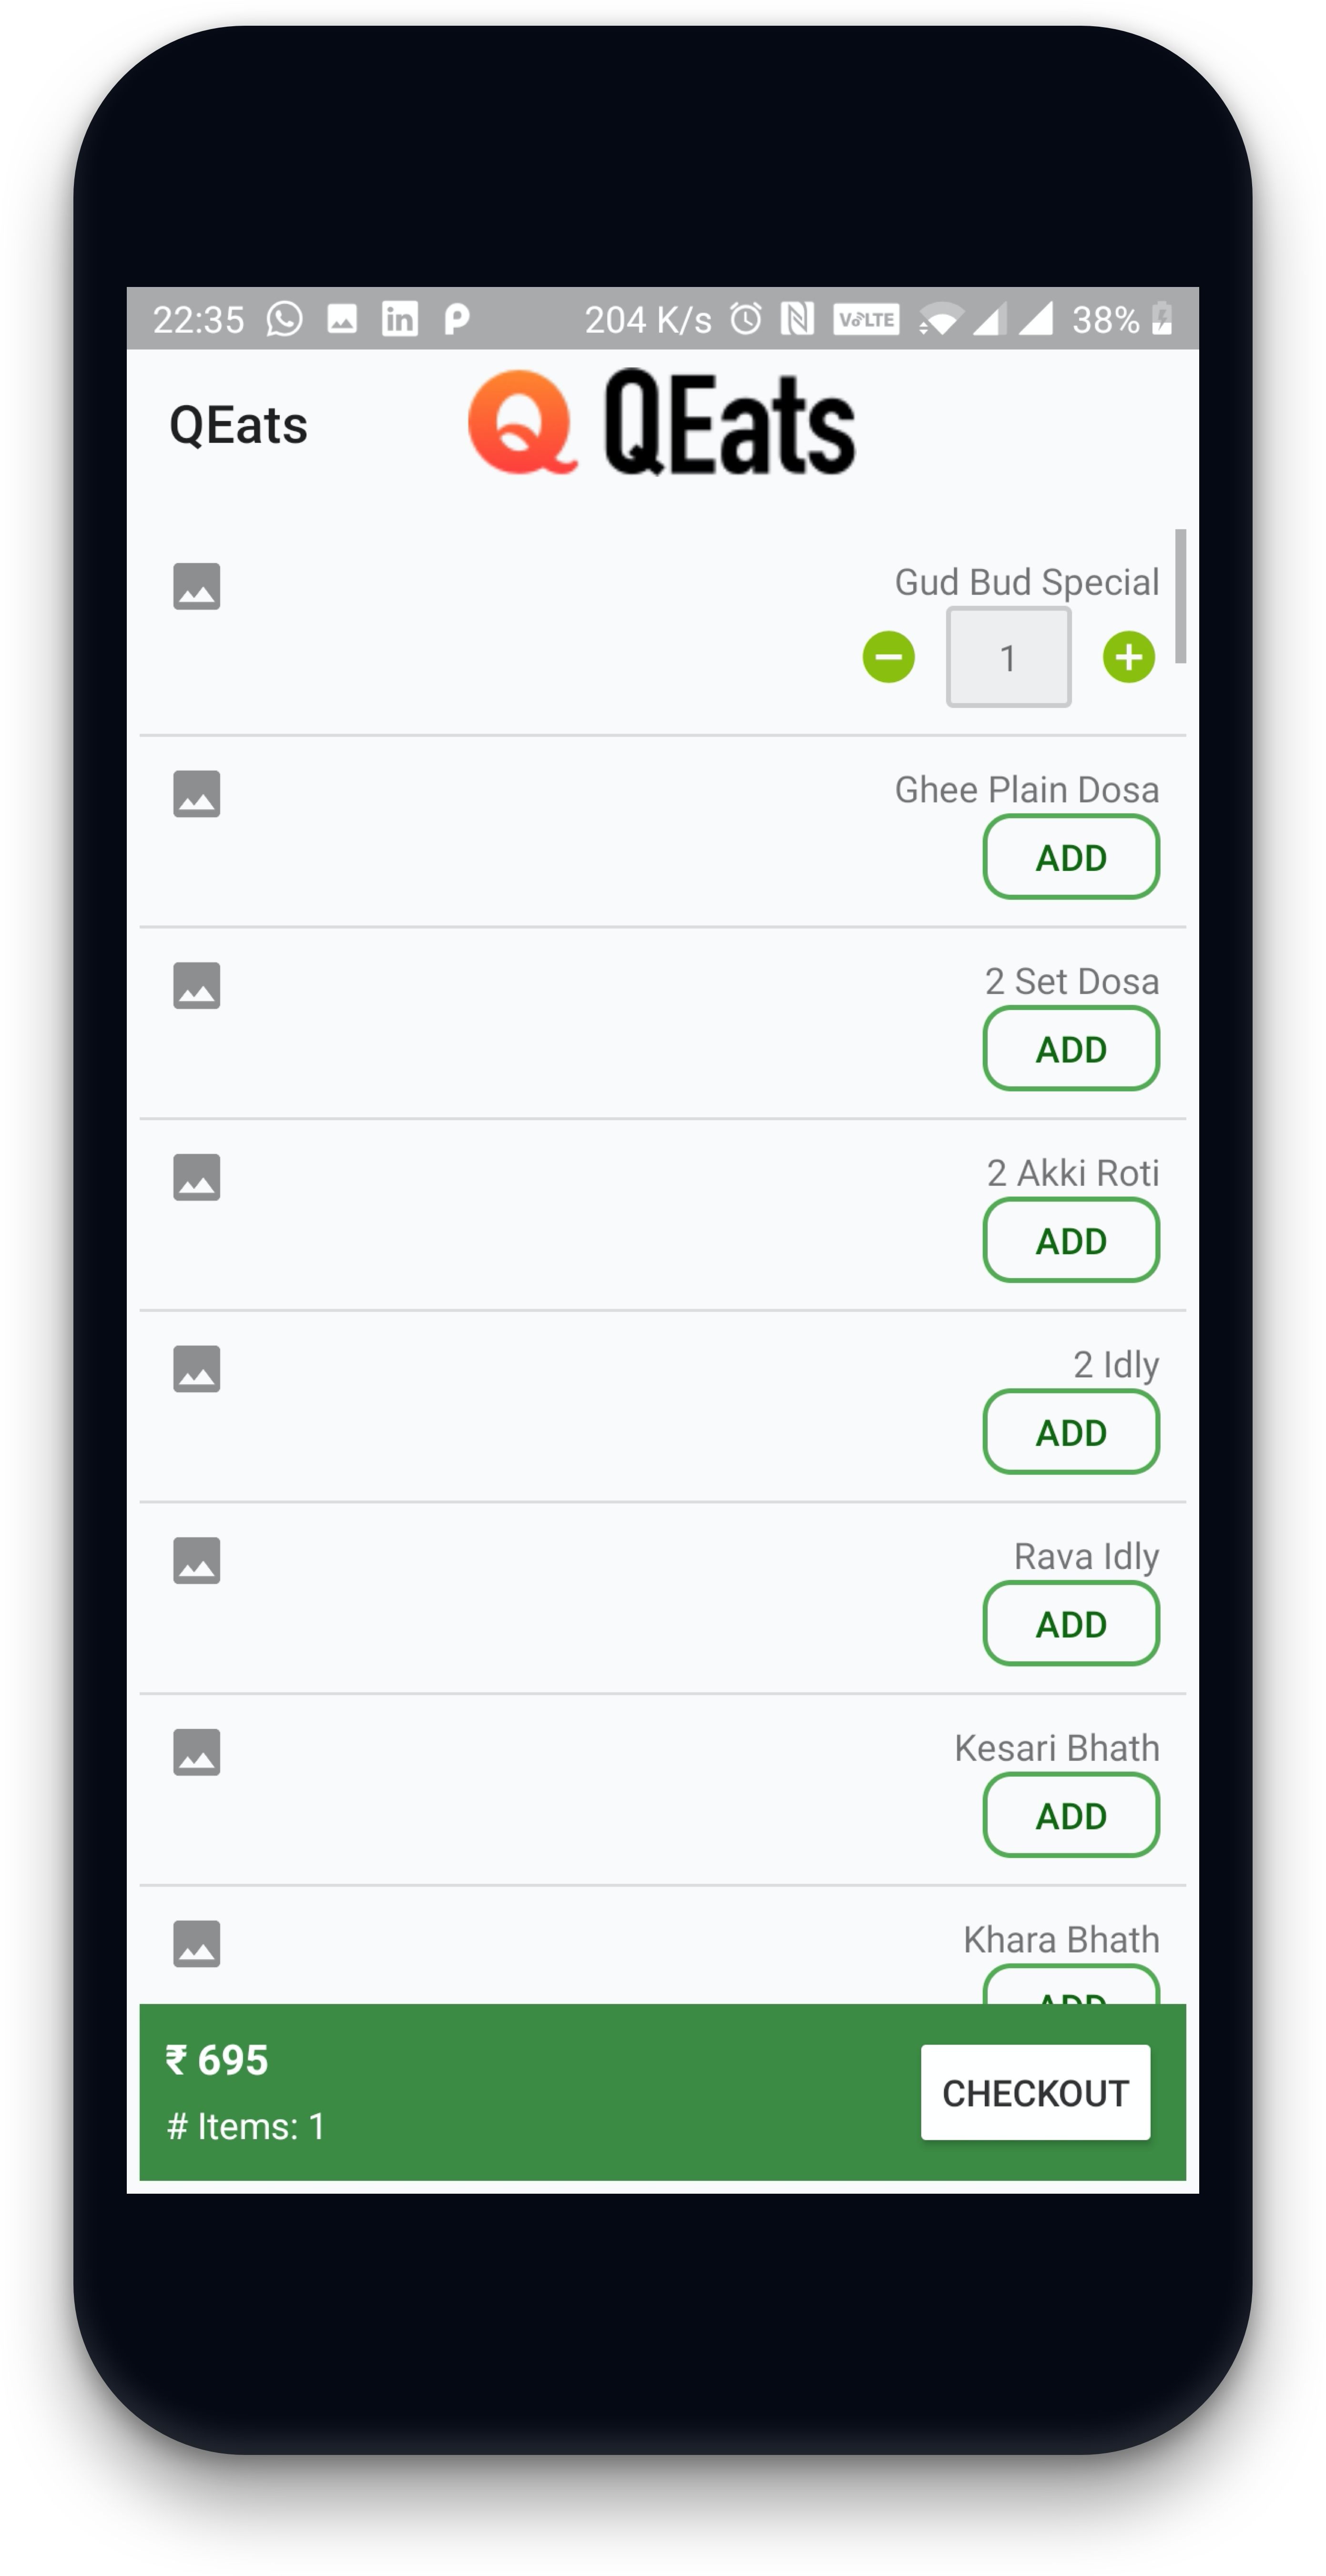 22:35 204 K/s VoLTE 38%
QEats QEats
Gud Bud Special
1
Ghee Plain Dosa
ADD
2 Set Dosa
ADD
2 Akki Roti
ADD
2 Idly
ADD
Rava Idly
ADD
Kesari Bhath
ADD
Khara Bhath
ADD
₹ 695
# Items: 1
CHECKOUT